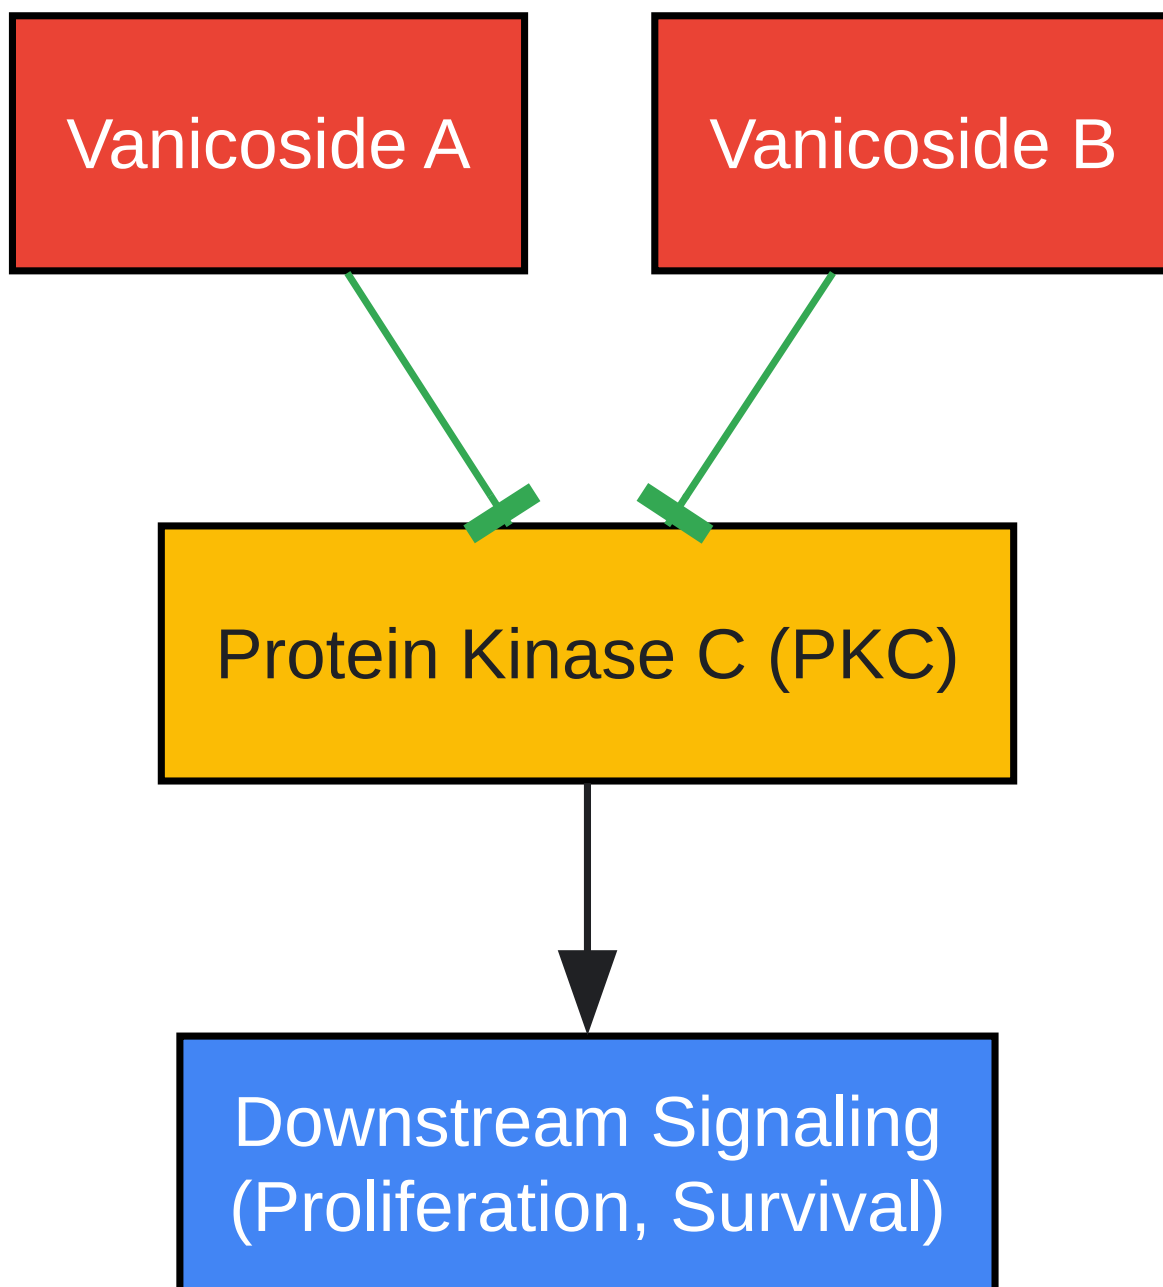 Vanicoside A
Vanicoside B
Protein Kinase C (PKC)
Downstream Signaling
(Proliferation, Survival)